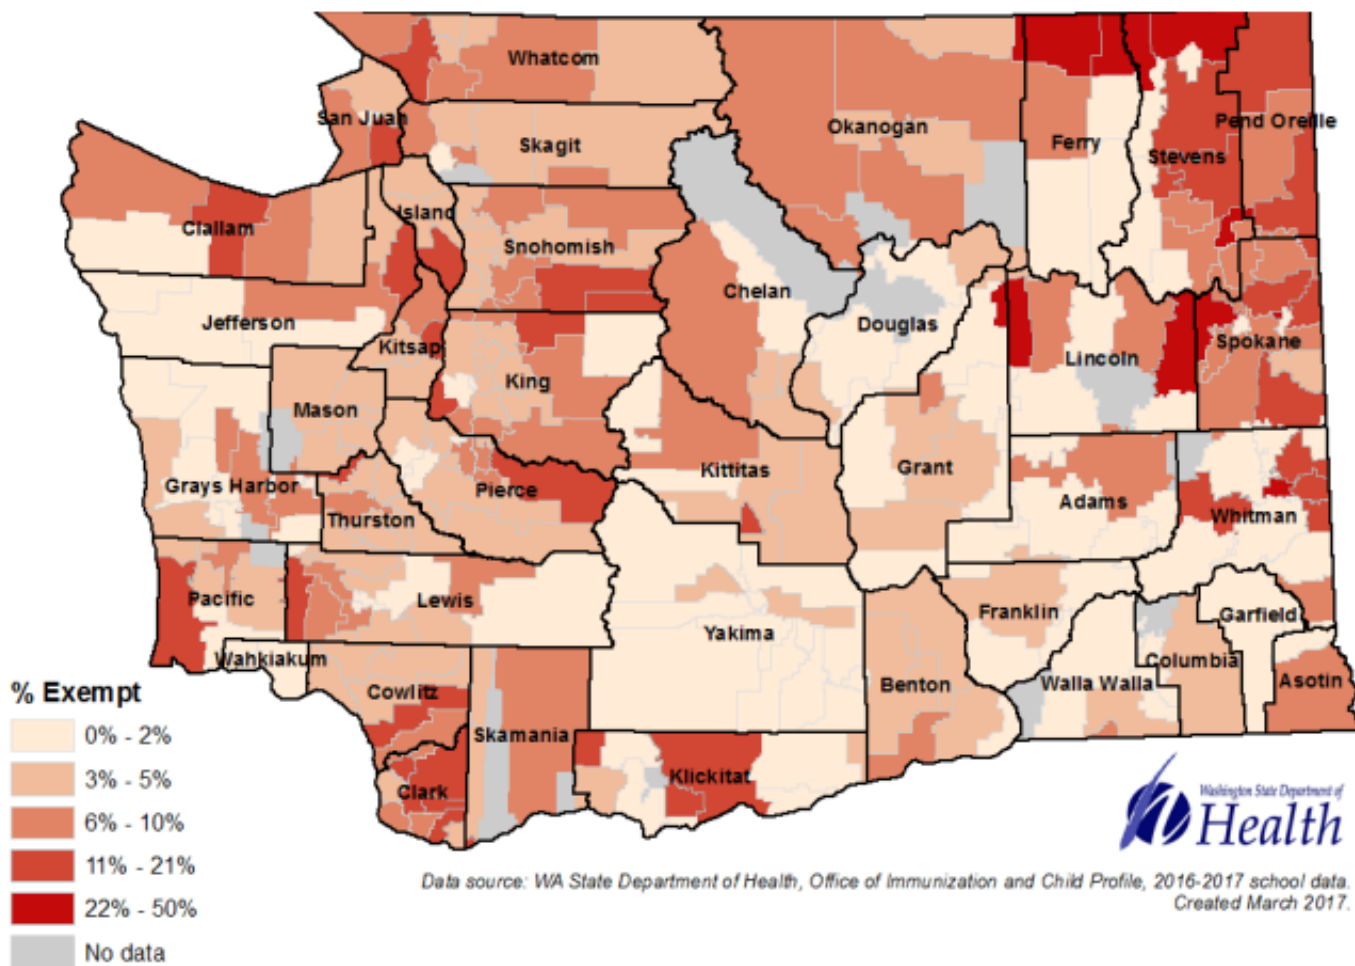 Whatcom
San Juan
Skagit
Okanogan
Ferry
Stevens
Pend Oreille
Clallam
Island
Snohomish
Chelan
Douglas
Jefferson
Kitsap
King
Lincoln
Spokane
Mason
Grays Harbor
Thurston
Pierce
Kittitas
Grant
Adams
Whitman
Pacific
Lewis
Yakima
Franklin
Garfield
Wahkiakum
Cowlitz
Benton
Walla Walla
Columbia
Asotin
Skamania
Clark
Klickitat
% Exempt
0% - 2%
3% - 5%
6% - 10%
11% - 21%
22% - 50%
No data
Washington State Department of
Health
Data source: WA State Department of Health, Office of Immunization and Child Profile, 2016-2017 school data.
Created March 2017.